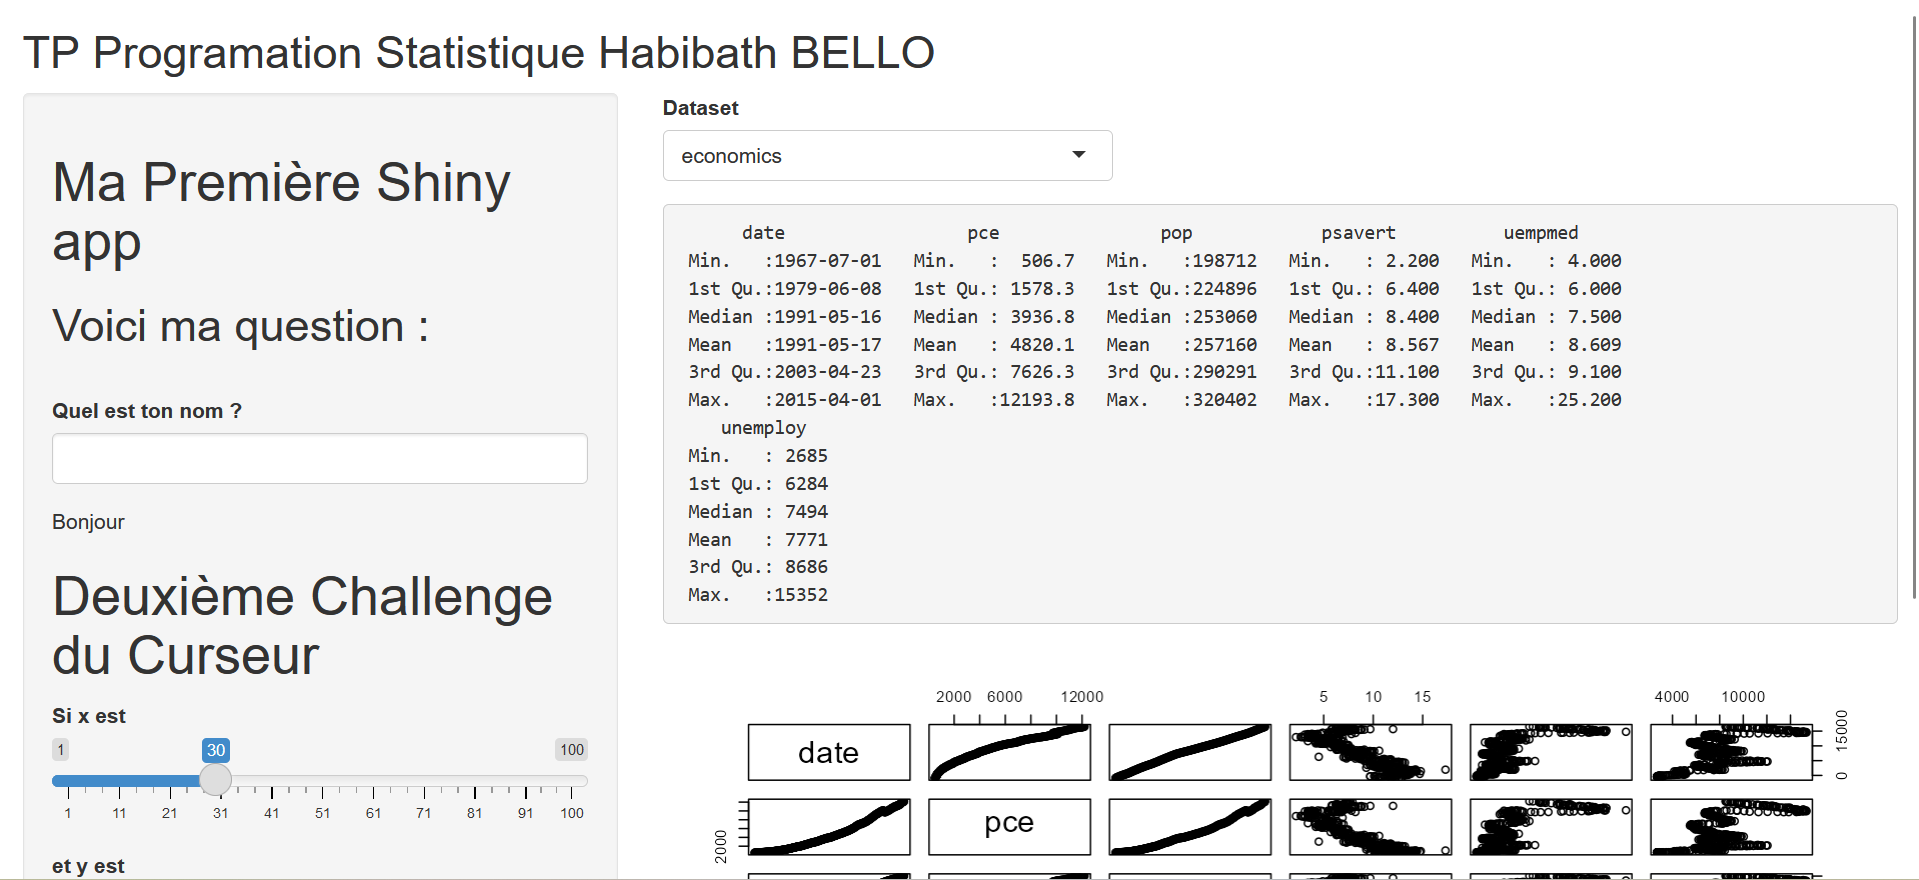 TP Programation Statistique Habibath BELLO
Ma Première Shiny
app
Voici ma question :
Quel est ton nom ?
Bonjour
Deuxième Challenge
du Curseur
Si x est
1 30 100
1 11 21 31 41 51 61 71 81 91 100
et y est
Dataset
economics
date pce pop psavert uempmed
Min. :1967-07-01 Min. : 506.7 Min. :198712 Min. : 2.200 Min. : 4.000
1st Qu.:1979-06-08 1st Qu.: 1578.3 1st Qu.:224896 1st Qu.: 6.400 1st Qu.: 6.000
Median :1991-05-16 Median : 3936.8 Median :253060 Median : 8.400 Median : 7.500
Mean :1991-05-17 Mean : 4820.1 Mean :257160 Mean : 8.567 Mean : 8.609
3rd Qu.:2003-04-23 3rd Qu.: 7626.3 3rd Qu.:290291 3rd Qu.:11.100 3rd Qu.: 9.100
Max. :2015-04-01 Max. :12193.8 Max. :320402 Max. :17.300 Max. :25.200
unemploy
Min. : 2685
1st Qu.: 6284
Median : 7494
Mean : 7771
3rd Qu.: 8686
Max. :15352
2000 6000 12000 5 10 15 4000 10000
date
0 15000
pce
2000